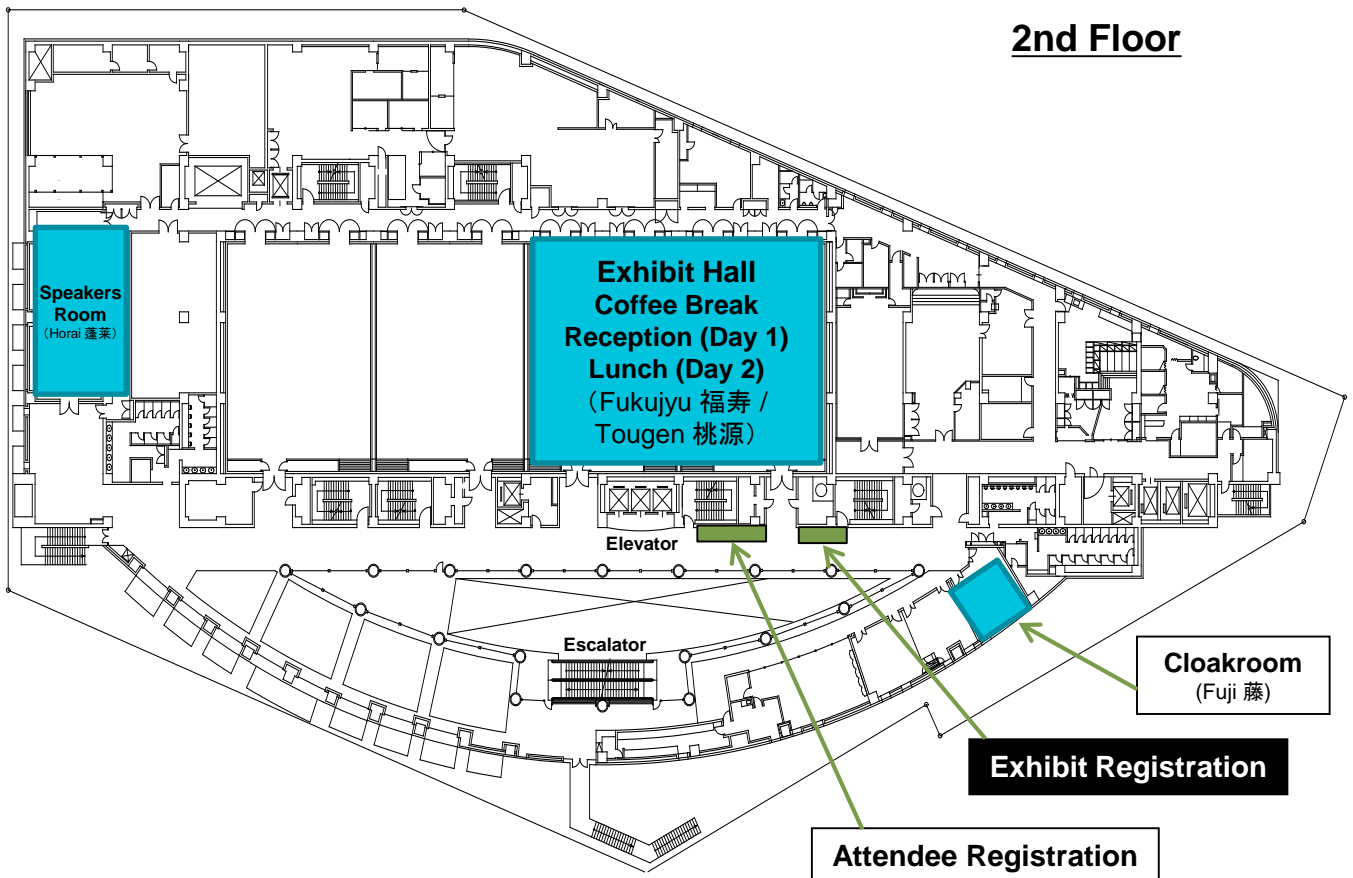 2nd Floor
Speakers
Room
（Horai 蓬莱）
Exhibit Hall
Coffee Break
Reception (Day 1)
Lunch (Day 2)
（Fukujyu 福寿 /
Tougen 桃源）
Elevator
Escalator
Cloakroom
(Fuji 藤)
Exhibit Registration
Attendee Registration